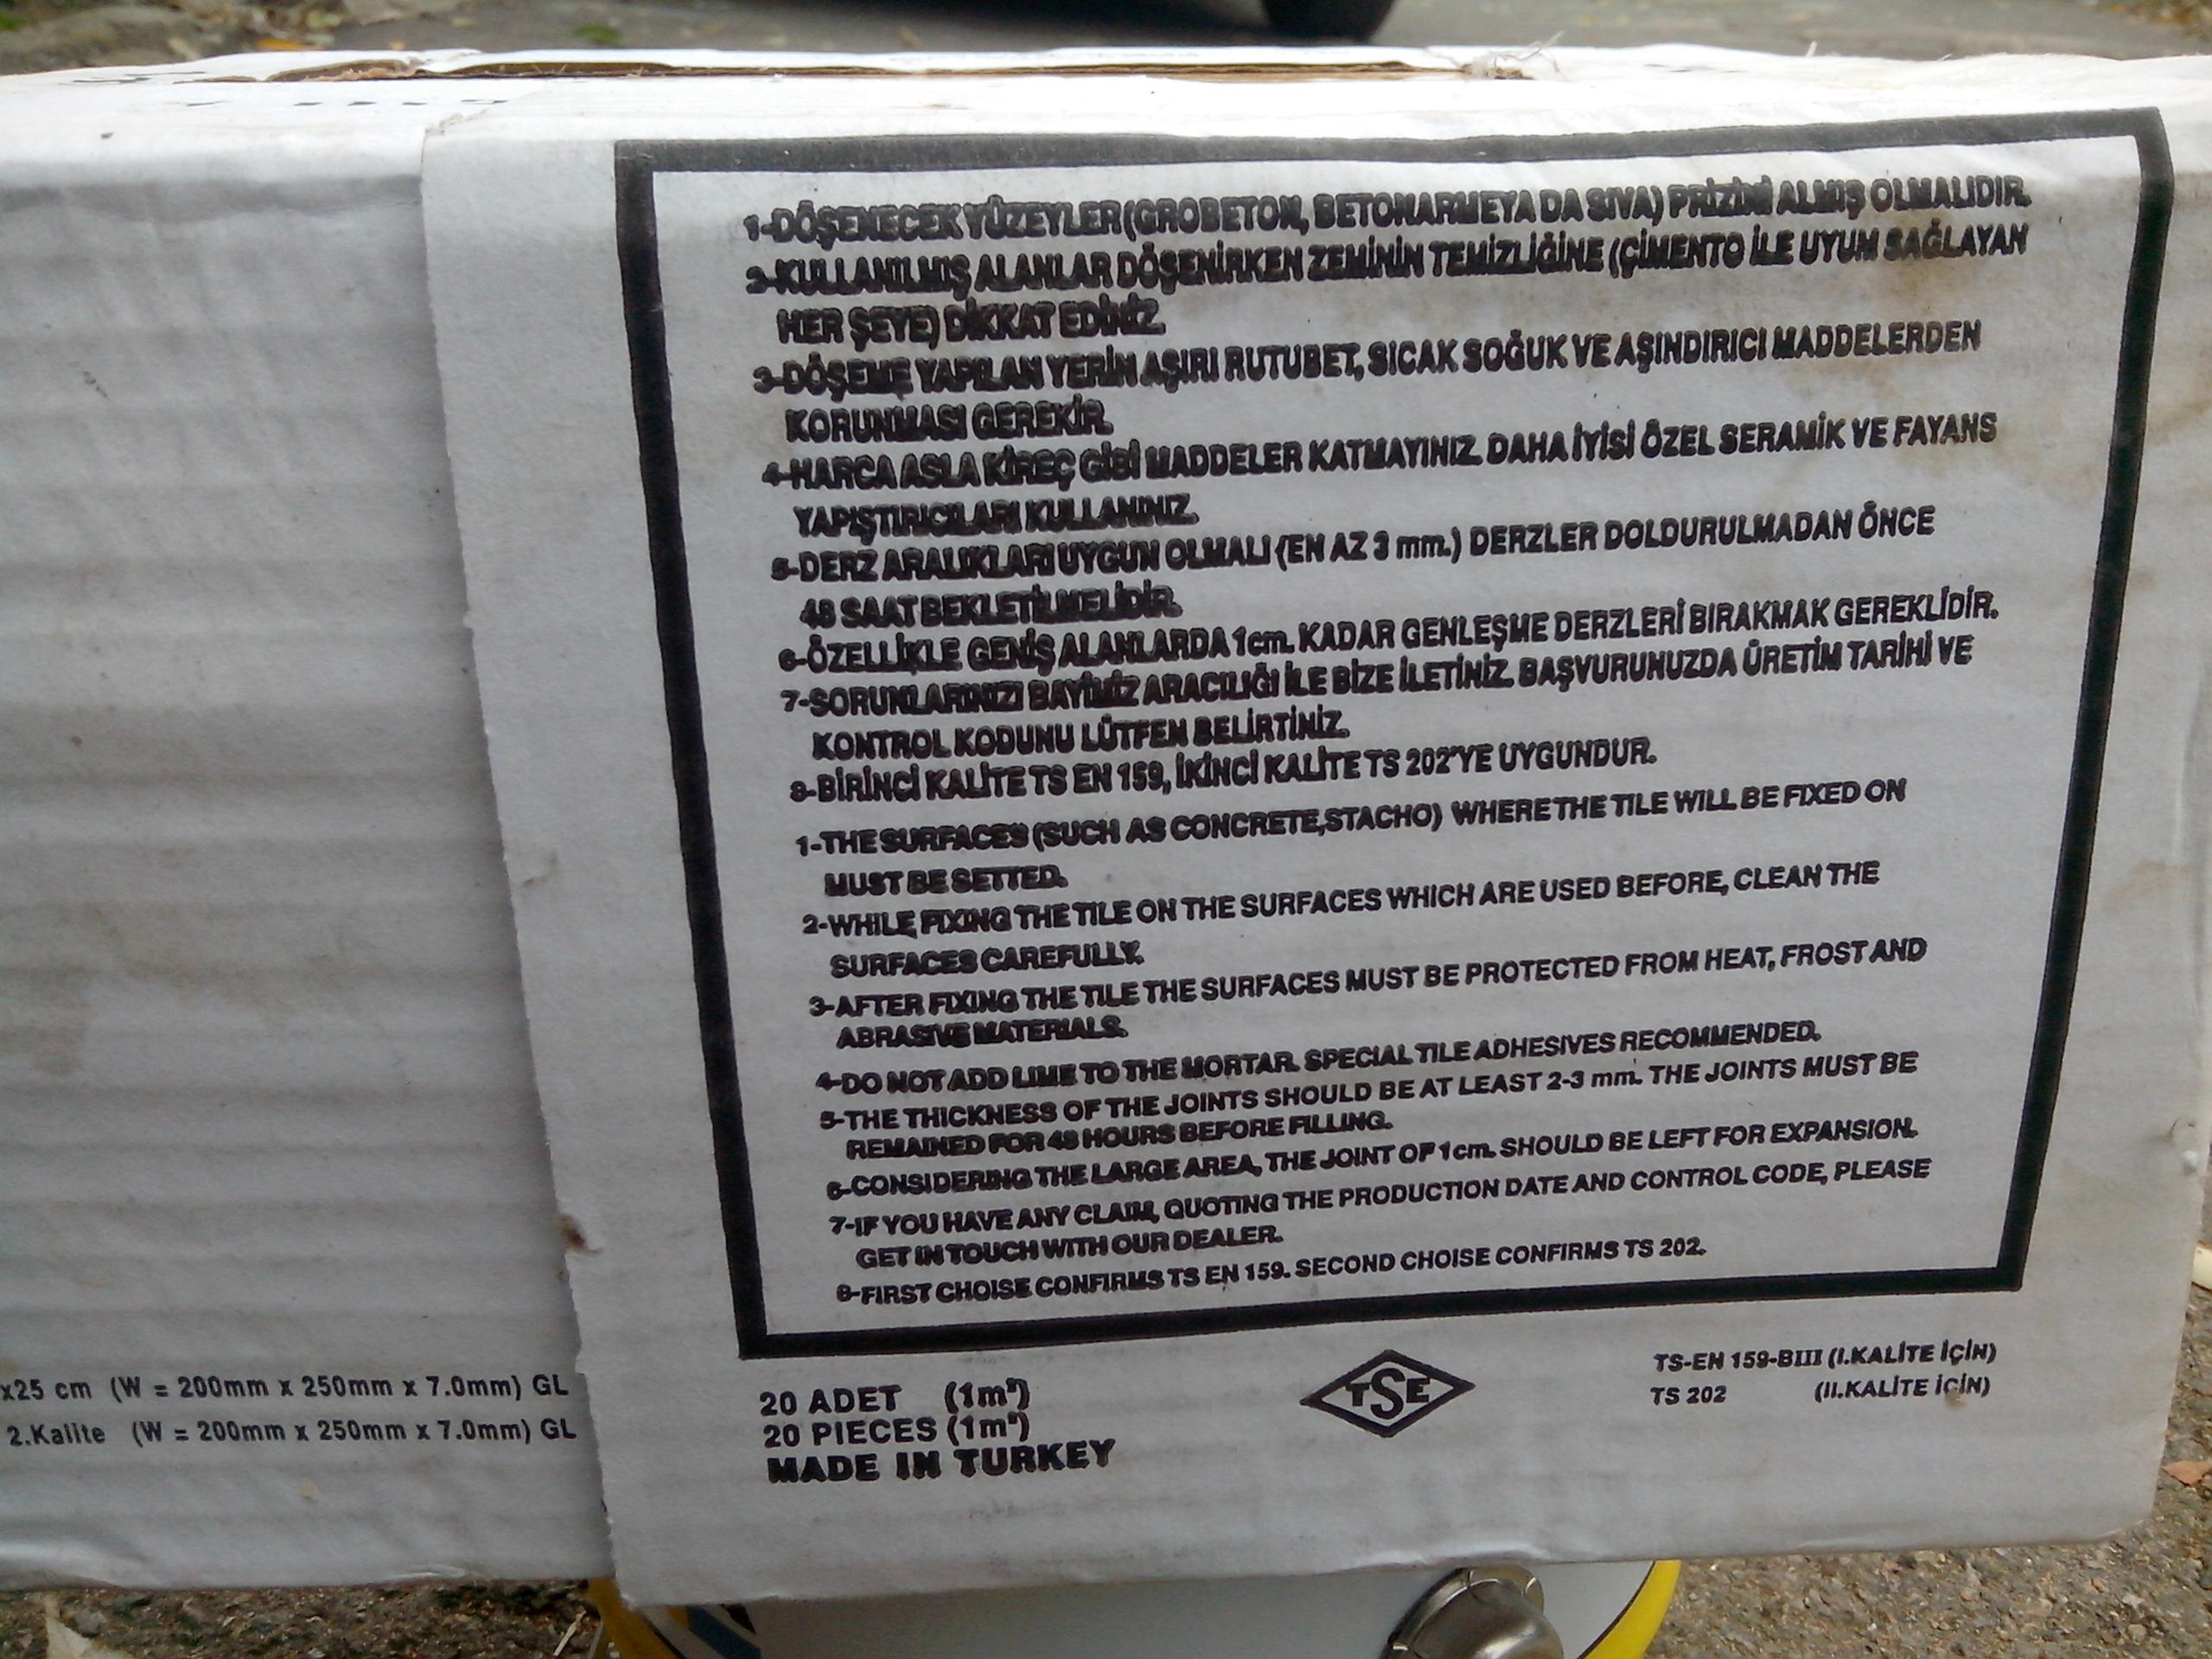 1-DÖŞENECEK YÜZEYLER (GROBETON, BETONARMEYA DA SIVA) PRİZİNİ ALMIŞ OLMALIDIR.
2-KULLANILMIŞ ALANLAR DÖŞENİRKEN ZEMİNİN TEMİZLİĞİNE (ÇİMENTO İLE UYUM SAĞLAYAN
HER ŞEYE) DİKKAT EDİNİZ.
3-DÖŞEME YAPILAN YERİN AŞIRI RUTUBET, SICAK SOĞUK VE AŞINDIRICI MADDELERDEN
KORUNMASI GEREKİR.
4-HARCA ASLA KİREÇ GİBİ MADDELER KATMAYINIZ. DAHA İYİSİ ÖZEL SERAMİK VE FAYANS
YAPIŞTIRICILARI KULLANINIZ.
5-DERZ ARALIKLARI UYGUN OLMALI (EN AZ 3 mm.) DERZLER DOLDURULMADAN ÖNCE
48 SAAT BEKLETİLMELİDİR.
6-ÖZELLİKLE GENİŞ ALANLARDA 1cm. KADAR GENLEŞME DERZLERİ BIRAKMAK GEREKLİDİR.
7-SORUNLARINIZI BAYİMİZ ARACILIĞI İLE BİZE İLETİNİZ. BAŞVURUNUZDA ÜRETİM TARİHİ VE
KONTROL KODUNU LÜTFEN BELİRTİNİZ.
8-BİRİNCİ KALİTE TS EN 159, İKİNCİ KALİTE TS 202'YE UYGUNDUR.
1-THE SURFACES (SUCH AS CONCRETE,STACHO) WHERE THE TILE WILL BE FIXED ON
MUST BE SETTED.
2-WHILE FIXING THE TILE ON THE SURFACES WHICH ARE USED BEFORE, CLEAN THE
SURFACES CAREFULLY.
3-AFTER FIXING THE TILE THE SURFACES MUST BE PROTECTED FROM HEAT, FROST AND
ABRASIVE MATERIALS.
4-DO NOT ADD LIME TO THE MORTAR. SPECIAL TILE ADHESIVES RECOMMENDED.
5-THE THICKNESS OF THE JOINTS SHOULD BE AT LEAST 2-3 mm. THE JOINTS MUST BE
REMAINED FOR 48 HOURS BEFORE FILLING.
6-CONSIDERING THE LARGE AREA, THE JOINT OF 1cm. SHOULD BE LEFT FOR EXPANSION.
7-IF YOU HAVE ANY CLAIM, QUOTING THE PRODUCTION DATE AND CONTROL CODE, PLEASE
GET IN TOUCH WITH OUR DEALER.
8-FIRST CHOISE CONFIRMS TS EN 159. SECOND CHOISE CONFIRMS TS 202.
x25 cm (W = 200mm x 250mm x 7.0mm) GL
2.Kalite (W = 200mm x 250mm x 7.0mm) GL
20 ADET (1m²)
20 PIECES (1m²)
MADE IN TURKEY
TSE
TS-EN 159-BIII (I.KALİTE İÇİN)
TS 202 (II.KALİTE İÇİN)